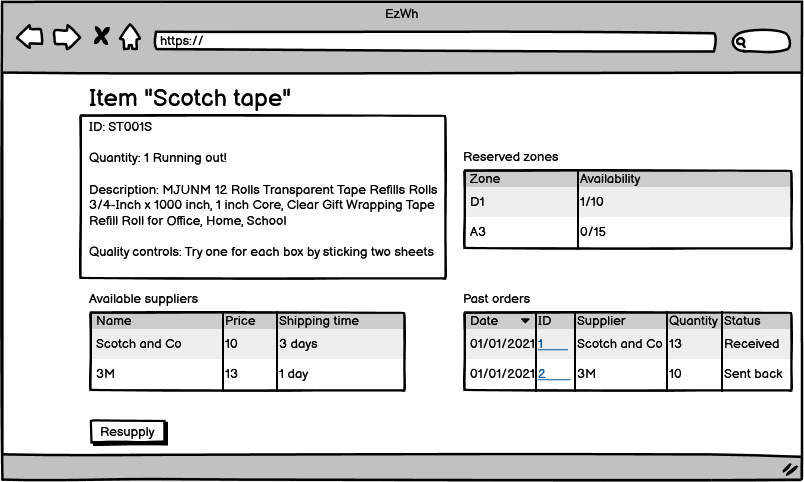 EzWh
https://
Item "Scotch tape"
ID: ST001S
Quantity: 1 Running out!
Description: MJUNM 12 Rolls Transparent Tape Refills Rolls
3/4-Inch x 1000 inch, 1 inch Core, Clear Gift Wrapping Tape
Refill Roll for Office, Home, School
Quality controls: Try one for each box by sticking two sheets
Reserved zones
Zone Availability
D1 1/10
A3 0/15
Available suppliers
Name Price Shipping time
Scotch and Co 10 3 days
3M 13 1 day
Past orders
Date ID Supplier Quantity Status
01/01/2021 1 Scotch and Co 13 Received
01/01/2021 2 3M 10 Sent back
Resupply